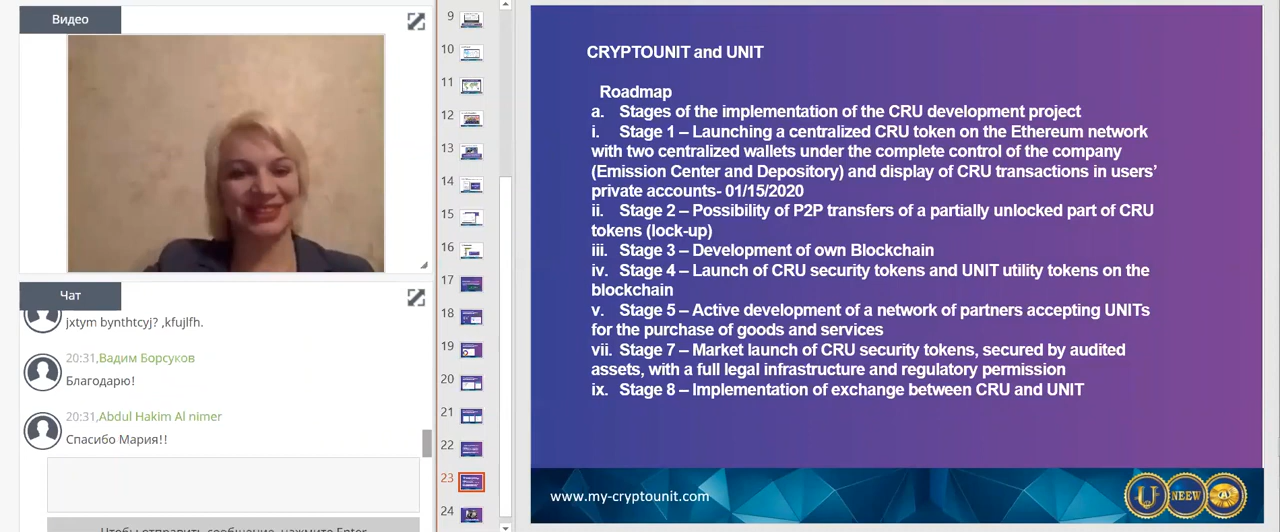 Видео
Чат
jxtym bynthtcyj? ,kfujlfh.
20:31,Вадим Борсуков
Благодарю!
20:31,Abdul Hakim Al nimer
Спасибо Мария!!
Чтобы отправить сообщение, нажмите Enter
9
10
11
12
13
14
15
16
17
18
19
20
21
22
23
24
CRYPTOUNIT and UNIT
Roadmap
a. Stages of the implementation of the CRU development project
i. Stage 1 – Launching a centralized CRU token on the Ethereum network
with two centralized wallets under the complete control of the company
(Emission Center and Depository) and display of CRU transactions in users’
private accounts- 01/15/2020
ii. Stage 2 – Possibility of P2P transfers of a partially unlocked part of CRU
tokens (lock-up)
iii. Stage 3 – Development of own Blockchain
iv. Stage 4 – Launch of CRU security tokens and UNIT utility tokens on the
blockchain
v. Stage 5 – Active development of a network of partners accepting UNITs
for the purchase of goods and services
vii. Stage 7 – Market launch of CRU security tokens, secured by audited
assets, with a full legal infrastructure and regulatory permission
ix. Stage 8 – Implementation of exchange between CRU and UNIT
www.my-cryptounit.com
U
NEEW